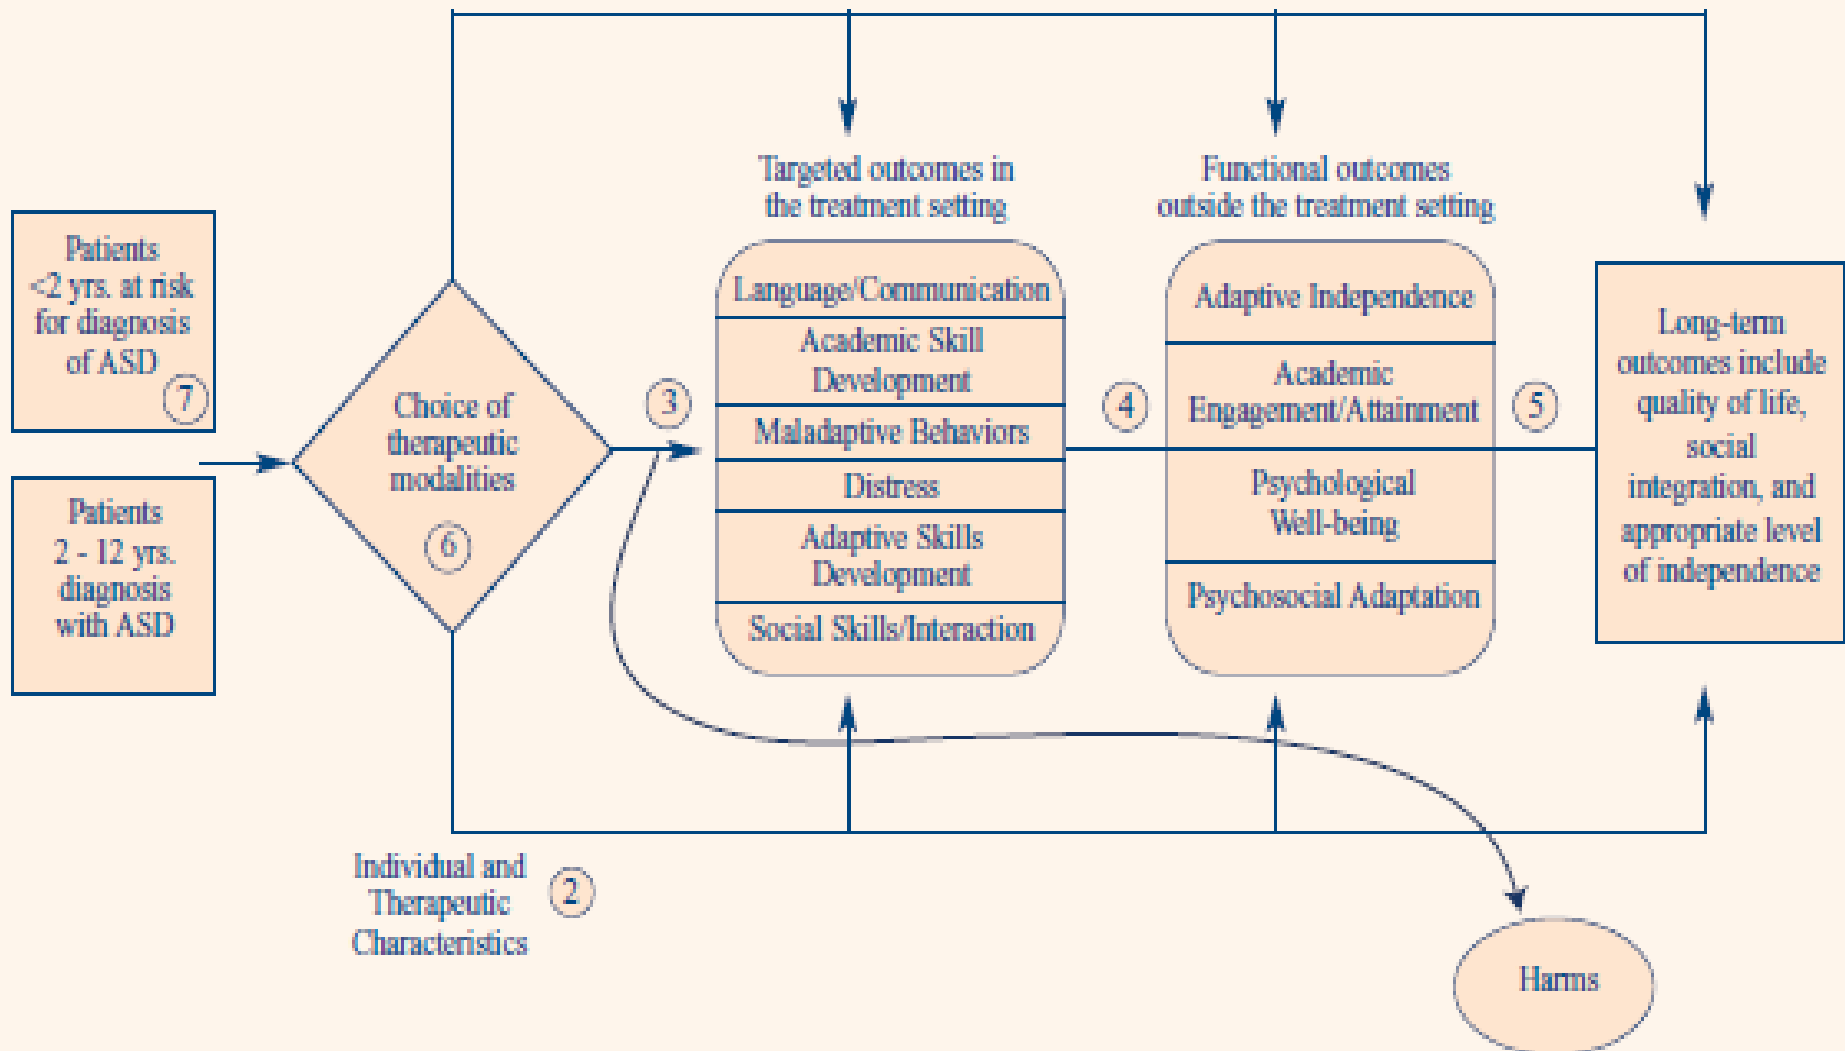 Targeted outcomes in
the treatment setting
Functional outcomes
outside the treatment setting
Patients
<2 yrs. at risk
for diagnosis
of ASD
7
Patients
2 - 12 yrs.
diagnosis
with ASD
Choice of
therapeutic
modalities
6
3
Language/Communication
Academic Skill
Development
Maladaptive Behaviors
Distress
Adaptive Skills
Development
Social Skills/Interaction
4
Adaptive Independence
Academic
Engagement/Attainment
Psychological
Well-being
Psychosocial Adaptation
5
Long-term
outcomes include
quality of life,
social
integration, and
appropriate level
of independence
Individual and
Therapeutic
Characteristics
2
Harms